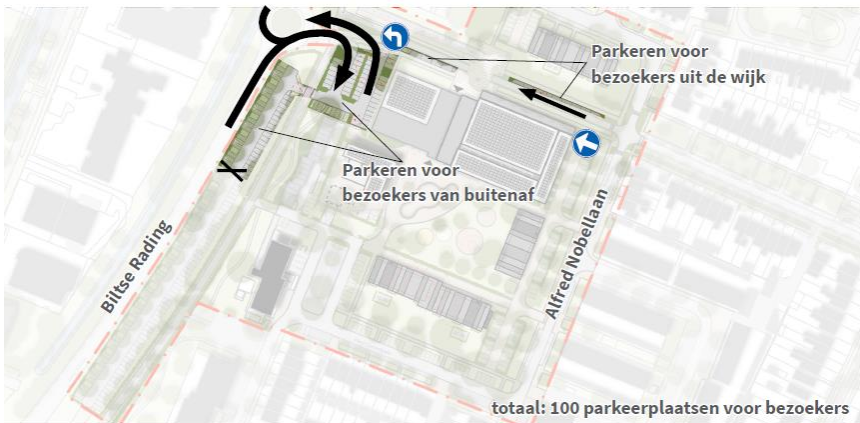 Parkeren voor
bezoekers uit de wijk
Parkeren voor
bezoekers van buitenaf
Biltse Rading
Alfred Nobellaan
totaal: 100 parkeerplaatsen voor bezoekers